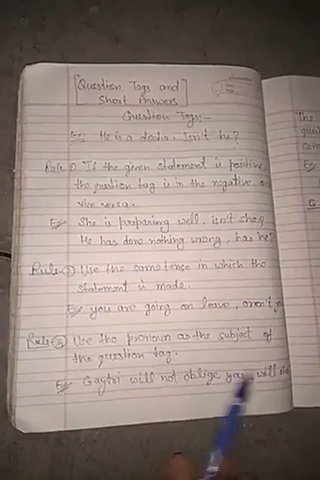 Question Tags and
Short Answers
Question Tags:-
Ex: He is a doctor. Isn't he?
Rule ① If the given statement is positive
the question tag is in the negative or
vice versa.
Ex: She is preparing well. isn't she?
He has done nothing wrong, has he?
Rule ② Use the same tense in which the
statement is made.
Ex: you are going on leave, aren't
Rule ③ Use the pronoun as the subject of
the question tag.
Ex: Gaytri will not oblige you, will
The